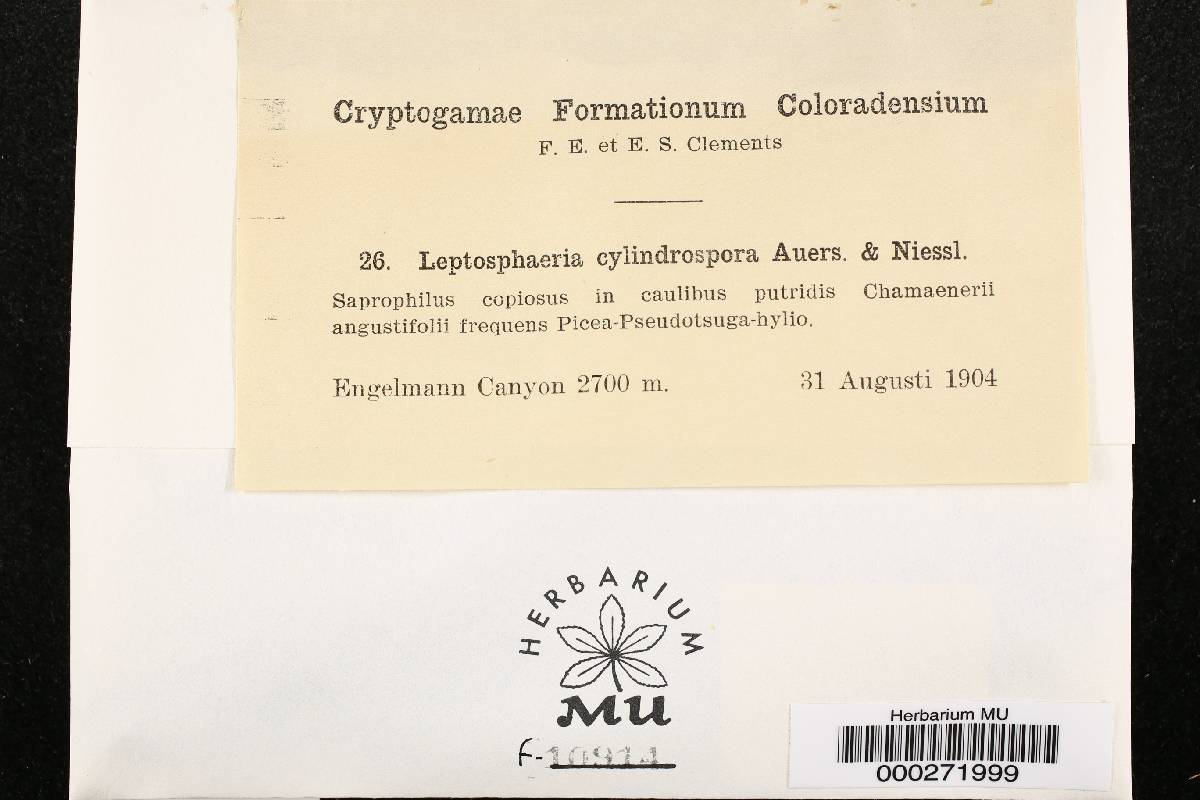 Cryptogamae Formationum Coloradensium
F. E. et E. S. Clements
26. Leptosphaeria cylindrospora Auers. & Niessl.
Saprophilus copiosus in caulibus putridis Chamaenerii
angustifolii frequens Picea-Pseudotsuga-hylio.
Engelmann Canyon 2700 m. 31 Augusti 1904
HERBARIUM
MU
F-10914
Herbarium MU
000271999